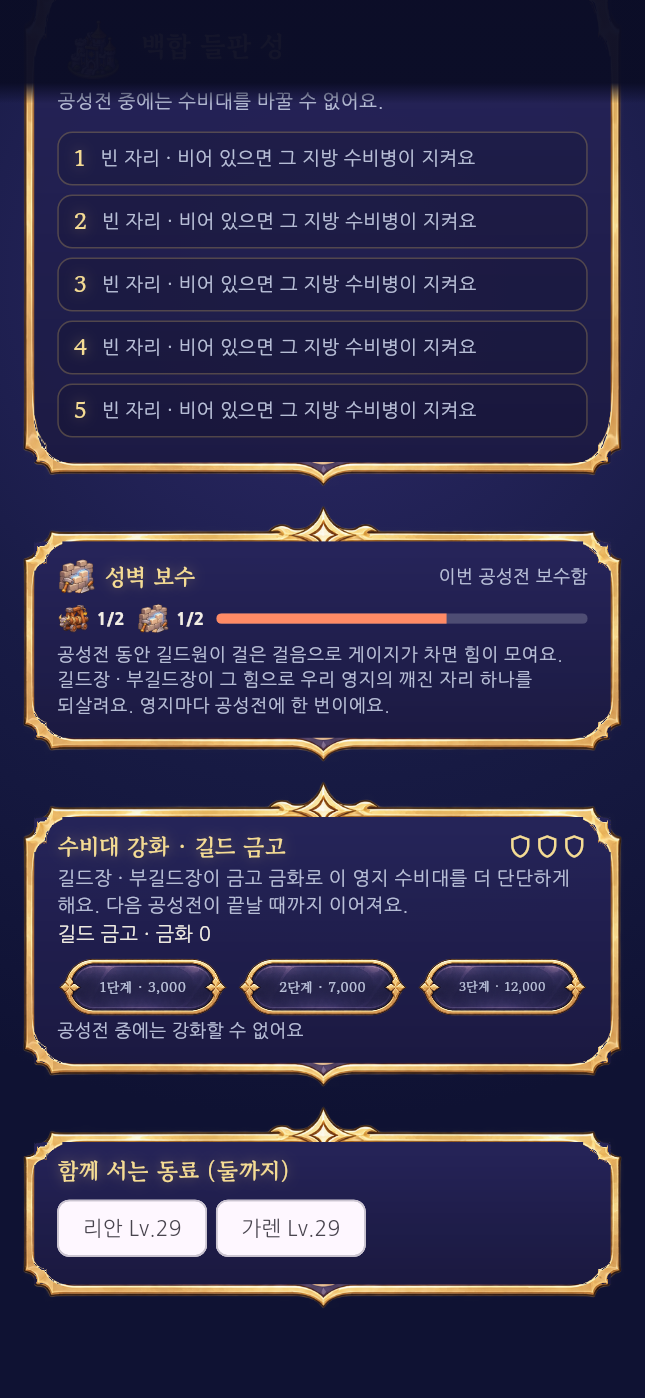 백합 들판 성
공성전 중에는 수비대를 바꿀 수 없어요.
1 빈 자리 · 비어 있으면 그 지방 수비병이 지켜요
2 빈 자리 · 비어 있으면 그 지방 수비병이 지켜요
3 빈 자리 · 비어 있으면 그 지방 수비병이 지켜요
4 빈 자리 · 비어 있으면 그 지방 수비병이 지켜요
5 빈 자리 · 비어 있으면 그 지방 수비병이 지켜요
성벽 보수 이번 공성전 보수함
1/2 1/2
공성전 동안 길드원이 걸은 걸음으로 게이지가 차면 힘이 모여요.
길드장 · 부길드장이 그 힘으로 우리 영지의 깨진 자리 하나를
되살려요. 영지마다 공성전에 한 번이에요.
수비대 강화 · 길드 금고
길드장 · 부길드장이 금고 금화로 이 영지 수비대를 더 단단하게
해요. 다음 공성전이 끝날 때까지 이어져요.
길드 금고 · 금화 0
1단계 · 3,000 2단계 · 7,000 3단계 · 12,000
공성전 중에는 강화할 수 없어요
함께 서는 동료 (둘까지)
리안 Lv.29 가렌 Lv.29